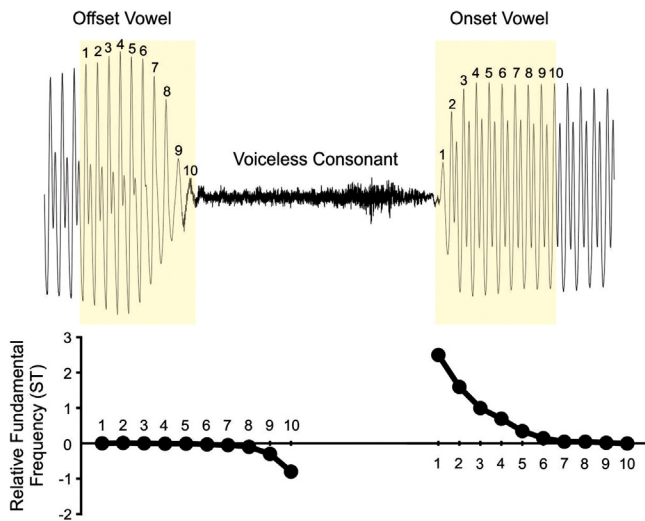 Offset Vowel
Onset Vowel
1 2 3 4 5 6 7 8 9 10
Voiceless Consonant
1 2 3 4 5 6 7 8 9 10
Relative Fundamental
Frequency (ST)
3
2
1
0
-1
-2
1 2 3 4 5 6 7 8 9 10
1 2 3 4 5 6 7 8 9 10